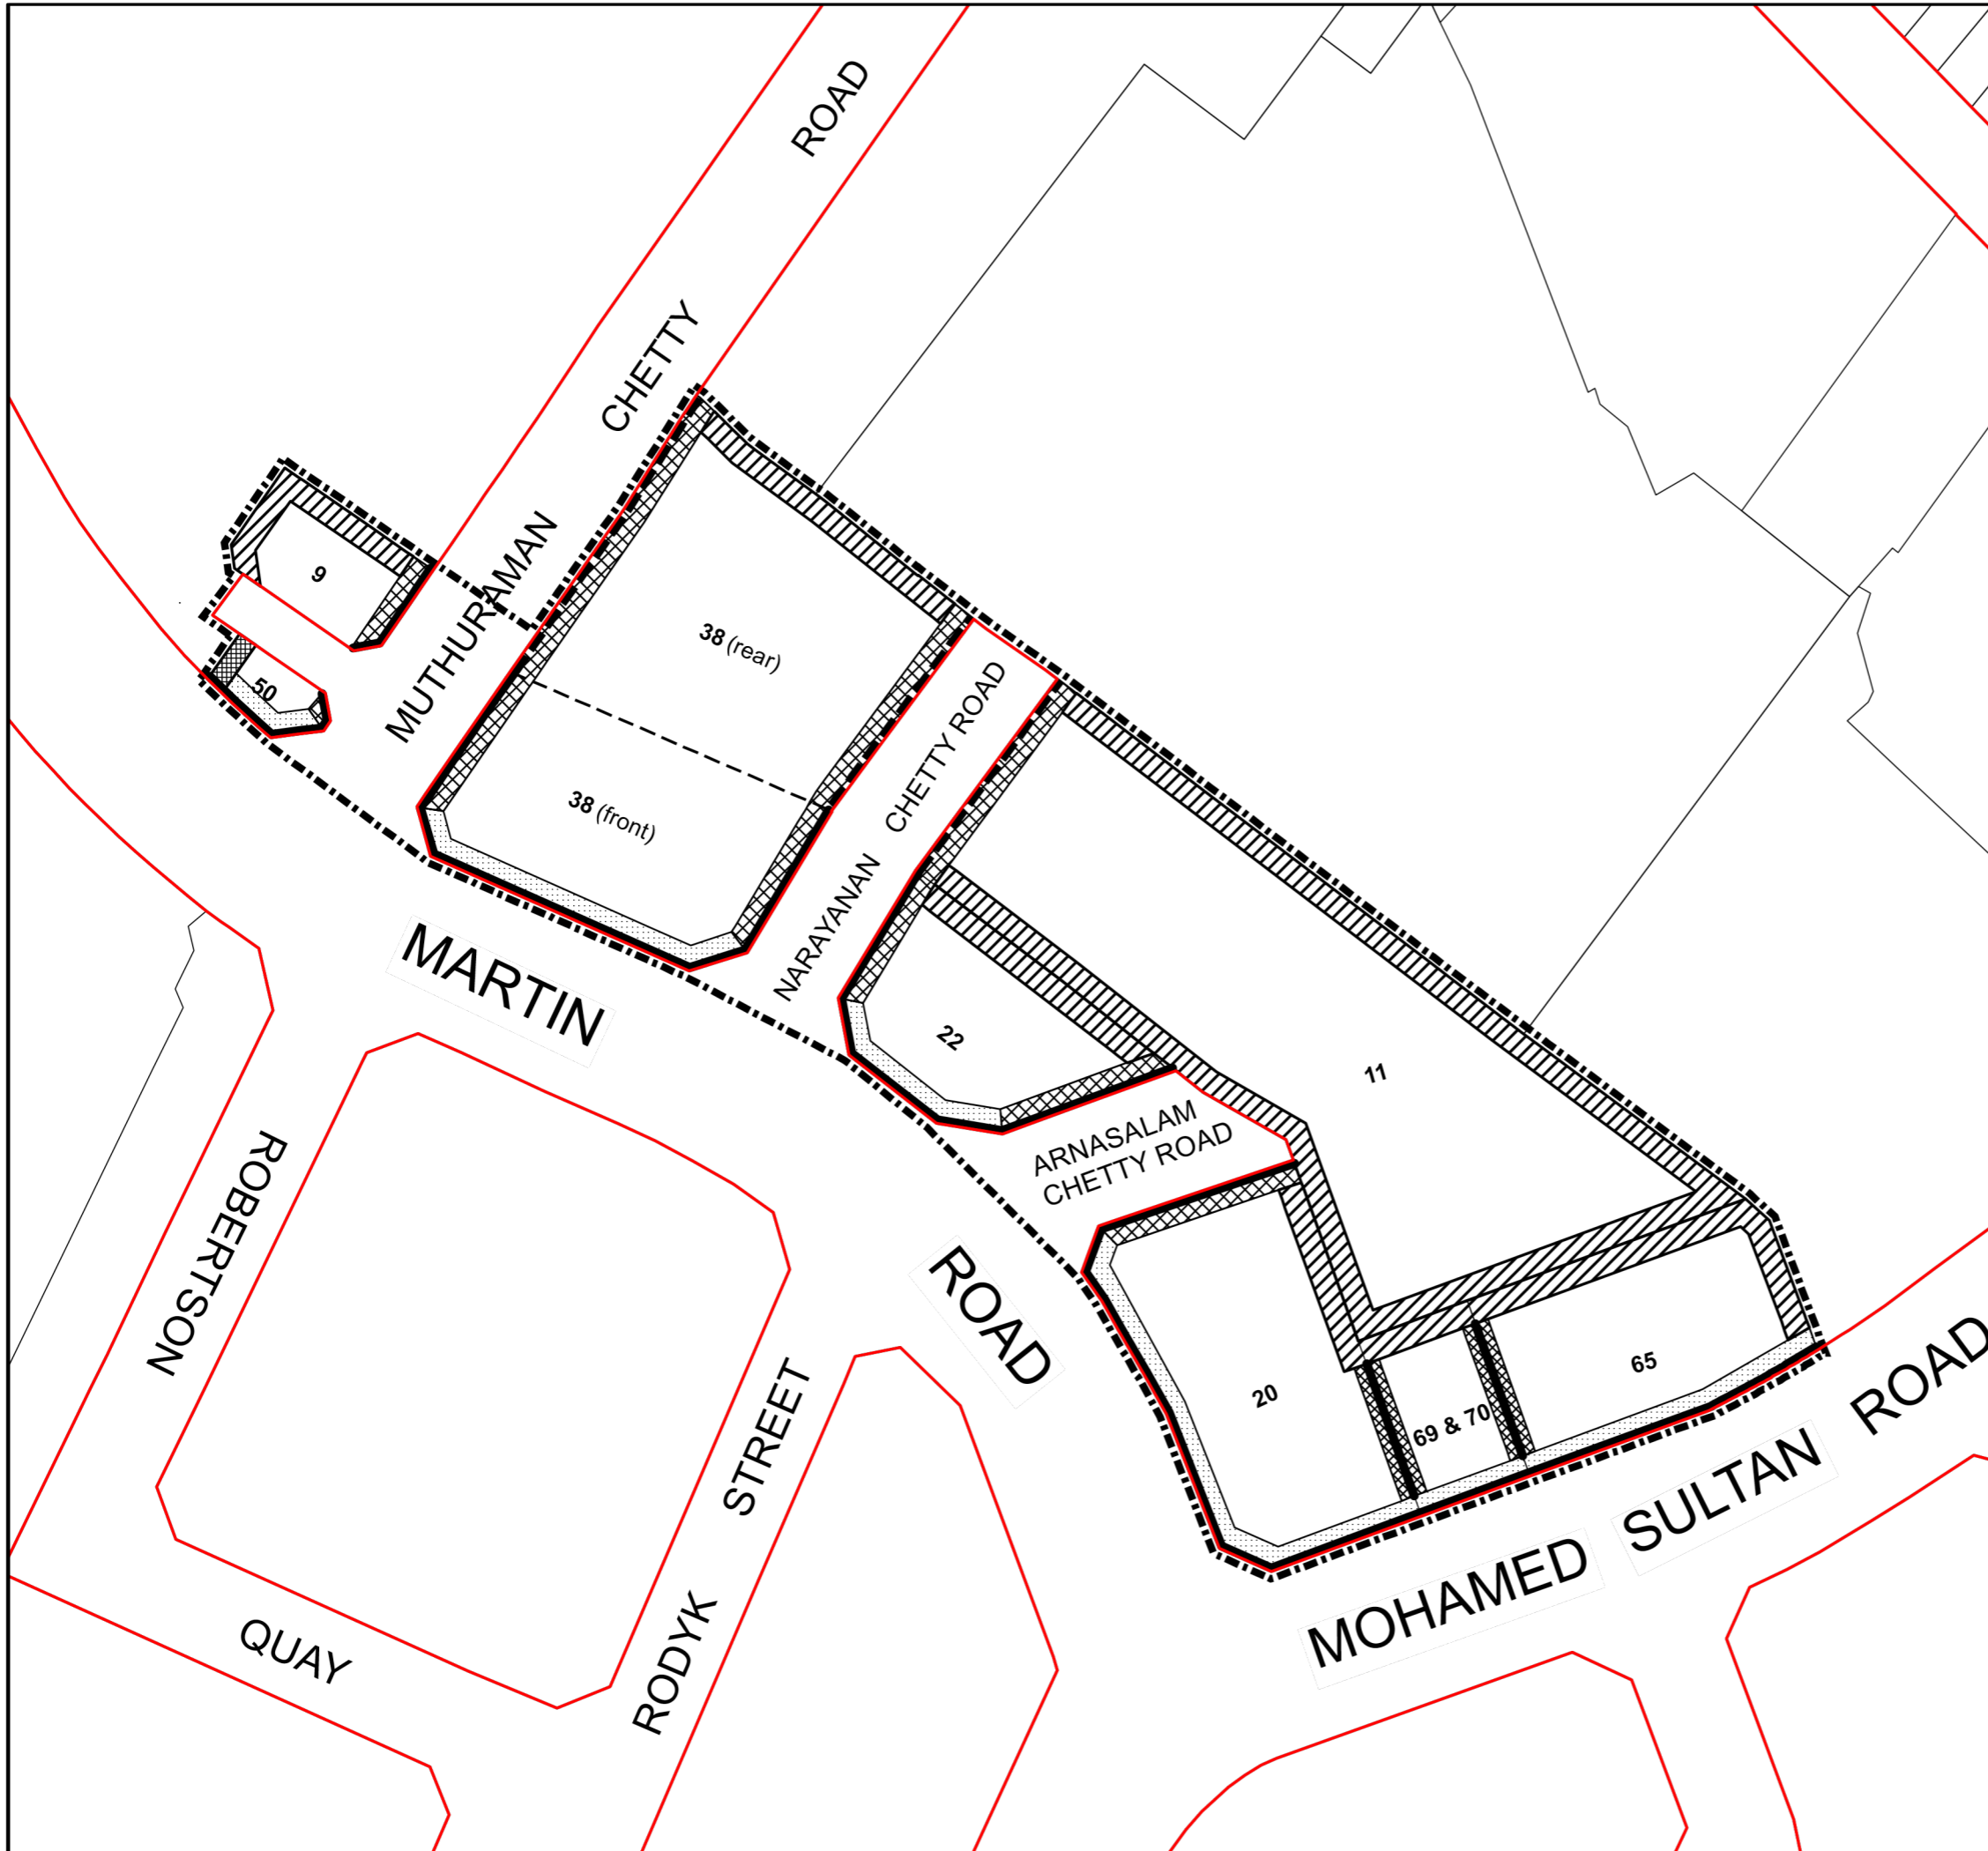 MUTHURAMAN CHETTY ROAD
9
50
38 (rear)
38 (front)
NARAYANAN CHETTY ROAD
MARTIN ROAD
22
11
ARNASALAM
CHETTY ROAD
ROBERTSON QUAY
RODYK STREET
20
69 & 70
65
MOHAMED SULTAN ROAD